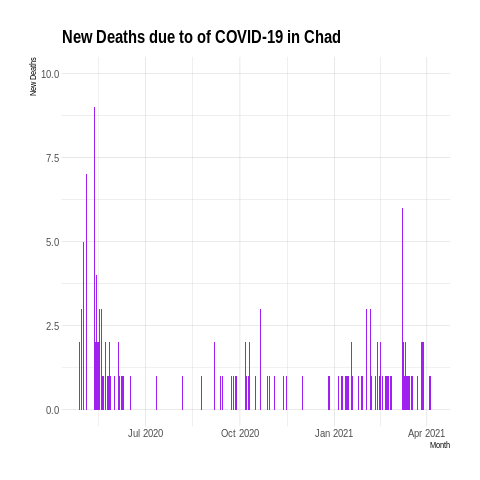 New Deaths due to of COVID-19 in Chad
New Deaths
10.0
7.5
5.0
2.5
0.0
Jul 2020 Oct 2020 Jan 2021 Apr 2021
Month